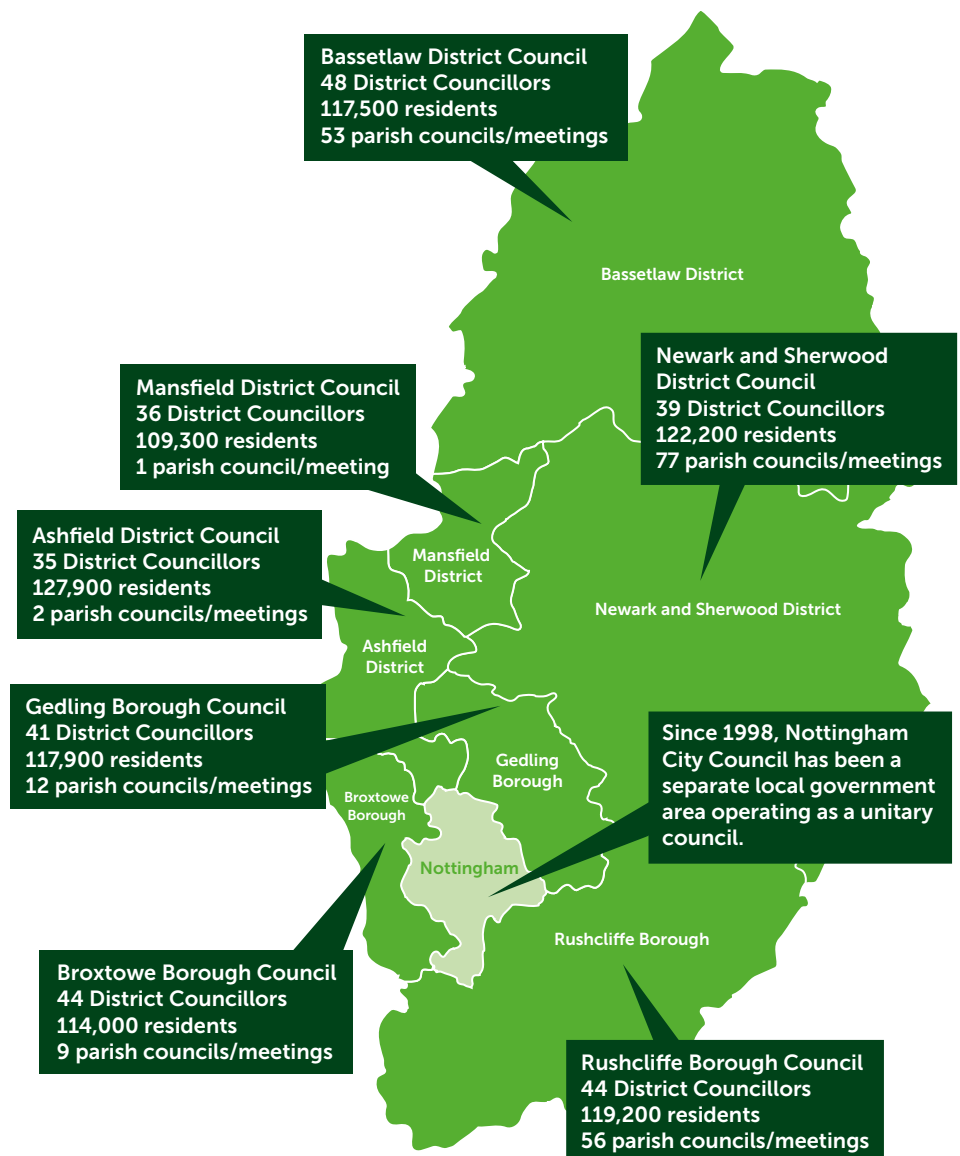 Bassetlaw District Council
48 District Councillors
117,500 residents
53 parish councils/meetings
Bassetlaw District
Newark and Sherwood
District Council
39 District Councillors
122,200 residents
77 parish councils/meetings
Mansfield District Council
36 District Councillors
109,300 residents
1 parish council/meeting
Ashfield District Council
35 District Councillors
127,900 residents
2 parish councils/meetings
Mansfield
District
Newark and Sherwood District
Ashfield
District
Gedling Borough Council
41 District Councillors
117,900 residents
12 parish councils/meetings
Since 1998, Nottingham
City Council has been a
separate local government
area operating as a unitary
council.
Gedling
Borough
Broxtowe
Borough
Nottingham
Rushcliffe Borough
Broxtowe Borough Council
44 District Councillors
114,000 residents
9 parish councils/meetings
Rushcliffe Borough Council
44 District Councillors
119,200 residents
56 parish councils/meetings